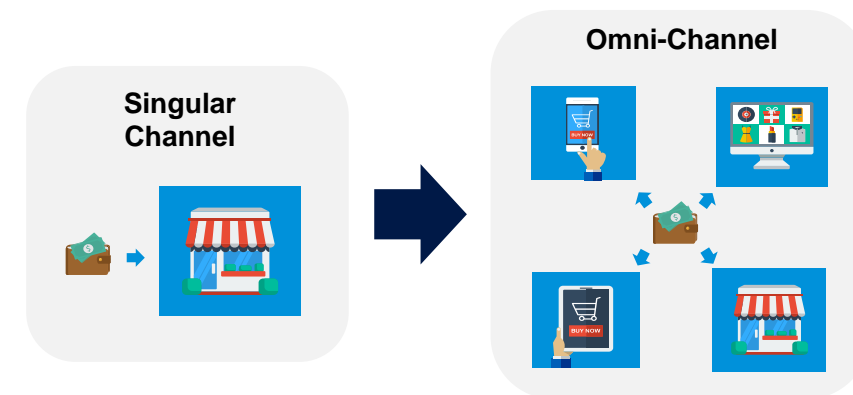 Singular
Channel
$
Omni-Channel
BUY NOW
$
BUY NOW